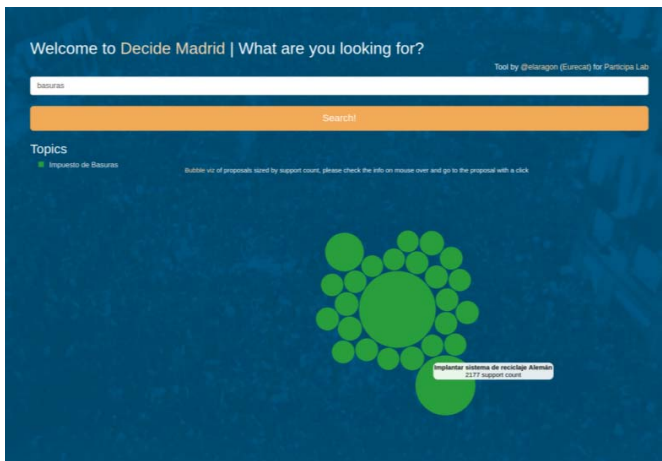 Welcome to Decide Madrid | What are you looking for?
Tool by @elaragon (Eurecat) for Participa Lab
basuras
Search!
Topics
Impuesto de Basuras
Bubble viz of proposals sized by support count, please check the info on mouse over and go to the proposal with a click
Implantar sistema de reciclaje Alemán
2177 support count